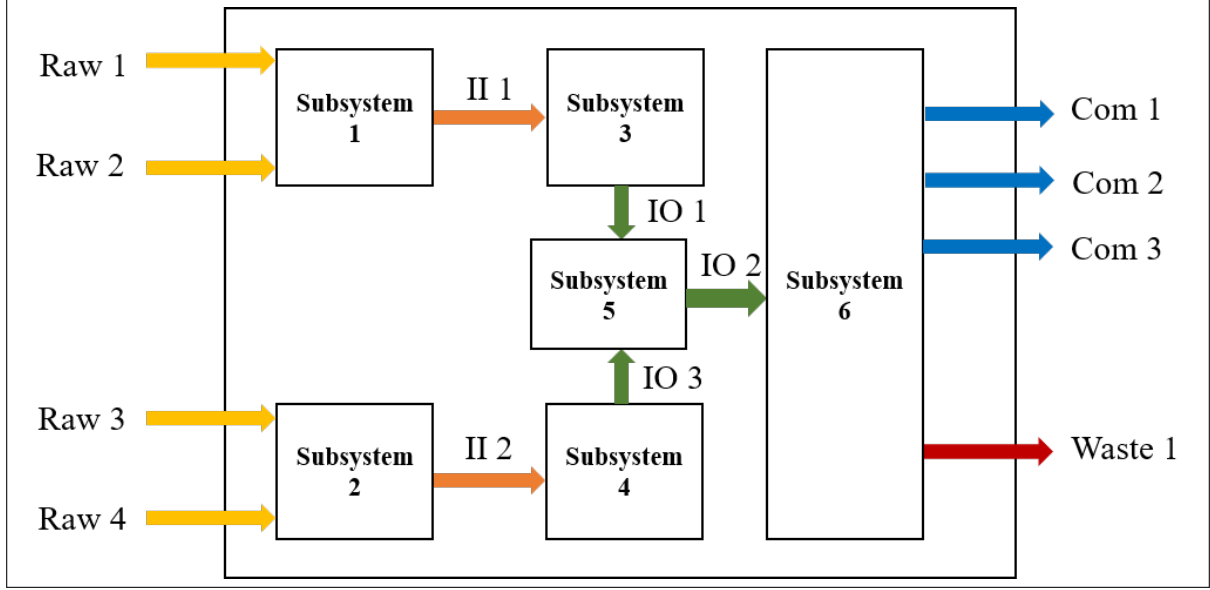 Raw 1
Raw 2
Subsystem
1
II 1
Subsystem
3
IO 1
Subsystem
5
IO 2
Subsystem
6
Com 1
Com 2
Com 3
Raw 3
Raw 4
Subsystem
2
II 2
Subsystem
4
IO 3
Waste 1